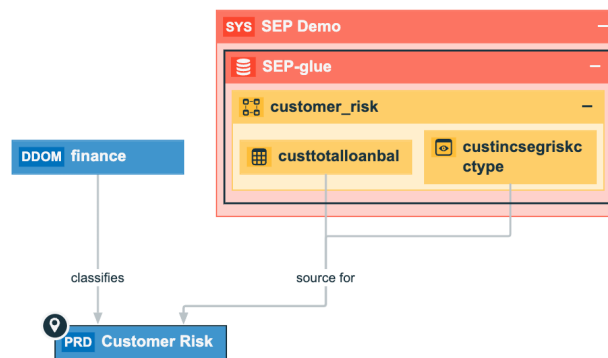 SYS SEP Demo
SEP-glue
customer_risk
DDOM finance
custtotalloanbal
custincsegriskc
ctype
classifies
source for
PRD Customer Risk